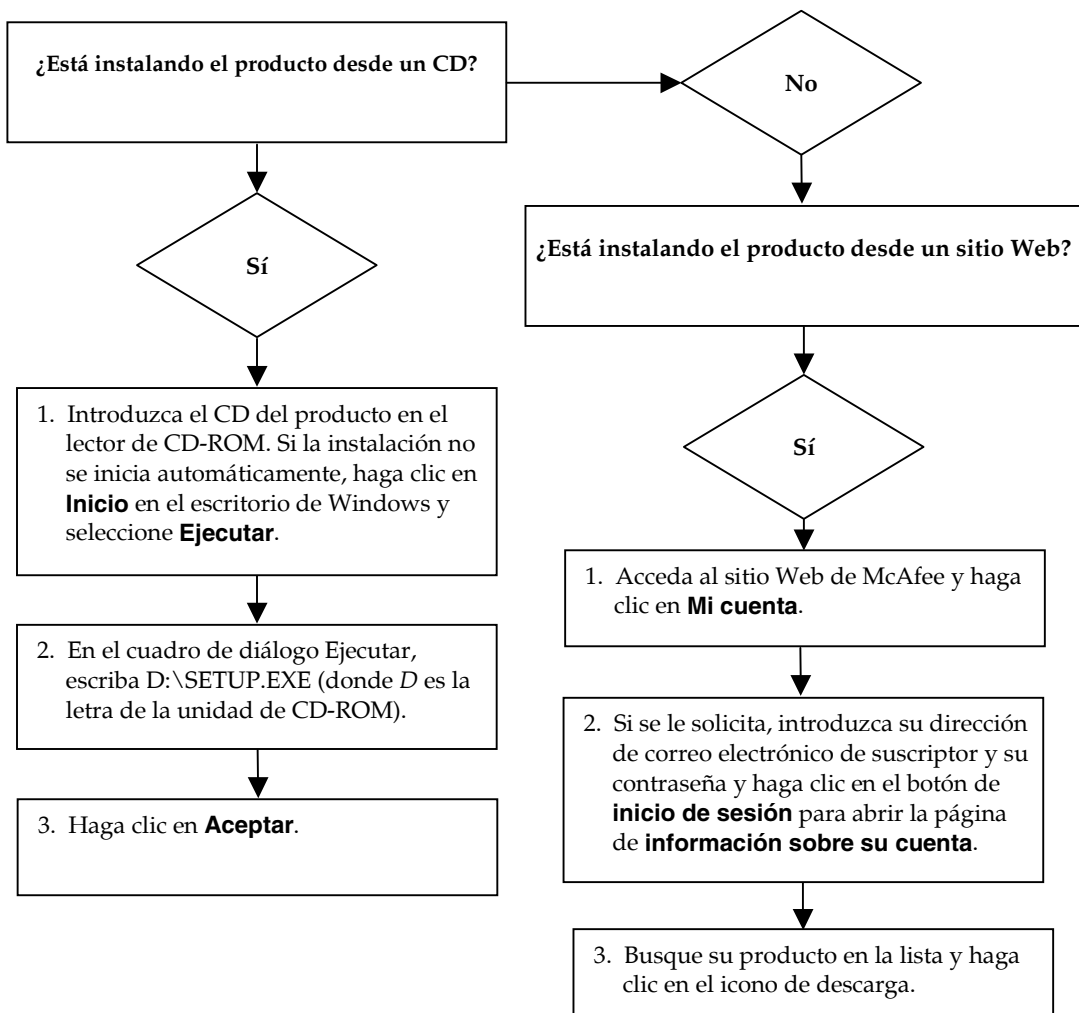 ¿Está instalando el producto desde un CD?
No
Sí
¿Está instalando el producto desde un sitio Web?
Sí
1. Introduzca el CD del producto en el
lector de CD-ROM. Si la instalación no
se inicia automáticamente, haga clic en
Inicio en el escritorio de Windows y
seleccione Ejecutar.
2. En el cuadro de diálogo Ejecutar,
escriba D:\SETUP.EXE (donde D es la
letra de la unidad de CD-ROM).
3. Haga clic en Aceptar.
1. Acceda al sitio Web de McAfee y haga
clic en Mi cuenta.
2. Si se le solicita, introduzca su dirección
de correo electrónico de suscriptor y su
contraseña y haga clic en el botón de
inicio de sesión para abrir la página
de información sobre su cuenta.
3. Busque su producto en la lista y haga
clic en el icono de descarga.